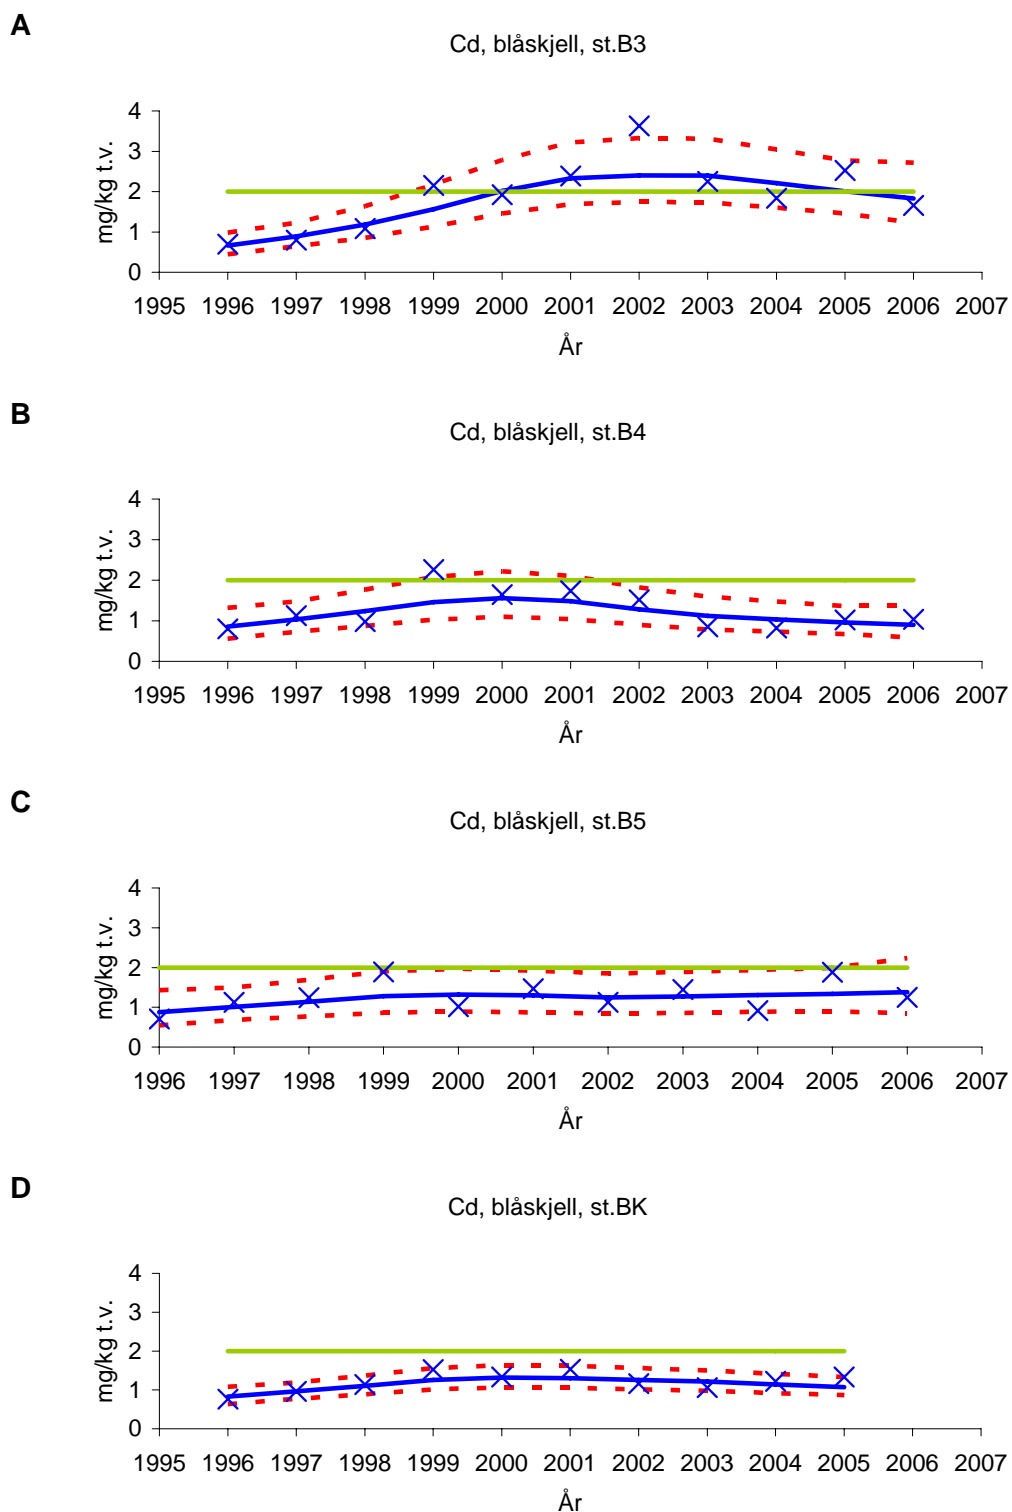 A
Cd, blåskjell, st.B3
mg/kg t.v.
4
3
2
1
0
1995 1996 1997 1998 1999 2000 2001 2002 2003 2004 2005 2006 2007
År
B
Cd, blåskjell, st.B4
mg/kg t.v.
4
3
2
1
0
1995 1996 1997 1998 1999 2000 2001 2002 2003 2004 2005 2006 2007
År
C
Cd, blåskjell, st.B5
mg/kg t.v.
4
3
2
1
0
1996 1997 1998 1999 2000 2001 2002 2003 2004 2005 2006 2007
År
D
Cd, blåskjell, st.BK
mg/kg t.v.
4
3
2
1
0
1995 1996 1997 1998 1999 2000 2001 2002 2003 2004 2005 2006 2007
År